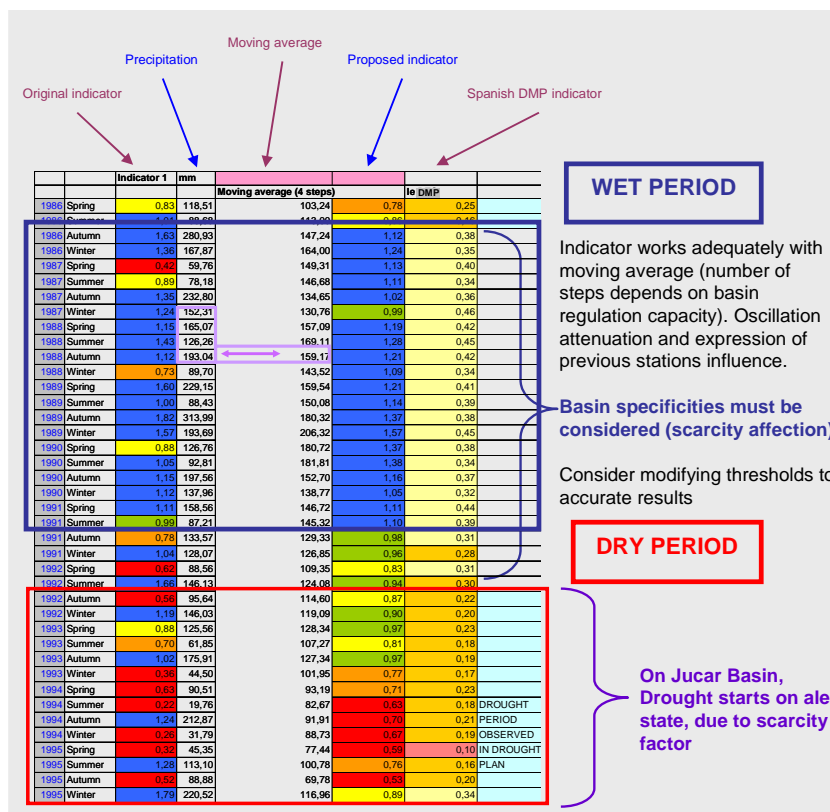 Moving average
Precipitation Proposed indicator
Original indicator Spanish DMP indicator
Indicator 1 mm
Moving average (4 steps) Ie DMP
1986 Spring 0,83 118,51 103,24 0,78 0,25
1986 Summer 1,01 88,68 0,86 0,16
1986 Autumn 1,63 280,93 147,24 1,12 0,38
1986 Winter 1,36 167,87 164,00 1,24 0,35
1987 Spring 0,42 59,76 149,31 1,13 0,40
1987 Summer 0,89 78,18 146,68 1,11 0,34
1987 Autumn 1,35 232,80 134,65 1,02 0,36
1987 Winter 1,24 152,31 130,76 0,99 0,46
1988 Spring 1,15 165,07 157,09 1,19 0,42
1988 Summer 1,43 126,26 169,11 1,28 0,45
1988 Autumn 1,12 193,04 159,17 1,21 0,42
1988 Winter 0,73 89,70 143,52 1,09 0,34
1989 Spring 1,60 229,15 159,54 1,21 0,41
1989 Summer 1,00 88,43 150,08 1,14 0,39
1989 Autumn 1,82 313,99 180,32 1,37 0,38
1989 Winter 1,57 193,69 206,32 1,57 0,45
1990 Spring 0,88 126,76 180,72 1,37 0,38
1990 Summer 1,05 92,81 181,81 1,38 0,34
1990 Autumn 1,15 197,56 152,70 1,16 0,37
1990 Winter 1,12 137,96 138,77 1,05 0,32
1991 Spring 1,11 158,56 146,72 1,11 0,44
1991 Summer 0,99 87,21 145,32 1,10 0,39
1991 Autumn 0,78 133,57 129,33 0,98 0,31
1991 Winter 1,04 128,07 126,85 0,96 0,28
1992 Spring 0,62 88,56 109,35 0,83 0,31
1992 Summer 1,66 146,13 124,08 0,94 0,30
1992 Autumn 0,56 95,64 114,60 0,87 0,22
1992 Winter 1,19 146,03 119,09 0,90 0,20
1993 Spring 0,88 125,56 128,34 0,97 0,23
1993 Summer 0,70 61,85 107,27 0,81 0,18
1993 Autumn 1,02 175,91 127,34 0,97 0,19
1993 Winter 0,36 44,50 101,95 0,77 0,17
1994 Spring 0,63 90,51 93,19 0,71 0,23
1994 Summer 0,22 19,76 82,67 0,63 0,18 DROUGHT
1994 Autumn 1,24 212,87 91,91 0,70 0,21 PERIOD
1994 Winter 0,26 31,79 88,73 0,67 0,19 OBSERVED
1995 Spring 0,32 45,35 77,44 0,59 0,10 IN DROUGHT
1995 Summer 1,28 113,10 100,78 0,76 0,16 PLAN
1995 Autumn 0,52 88,88 69,78 0,53 0,20
1995 Winter 1,79 220,52 116,96 0,89 0,34
WET PERIOD
Indicator works adequately with
moving average (number of
steps depends on basin
regulation capacity). Oscillation
attenuation and expression of
previous stations influence.
Basin specificities must be
considered (scarcity affection)
Consider modifying thresholds to
accurate results
DRY PERIOD
On Jucar Basin,
Drought starts on ale
state, due to scarcity
factor